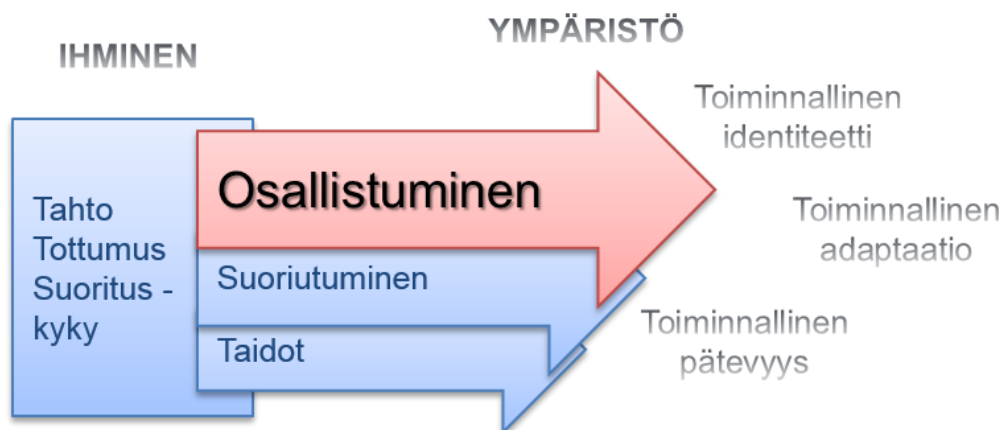 IHMINEN
YMPÄRISTÖ
Tahto
Tottumus
Suoritus -
kyky
Osallistuminen
Suoriutuminen
Taidot
Toiminnallinen
identiteetti
Toiminnallinen
adaptaatio
Toiminnallinen
pätevyys